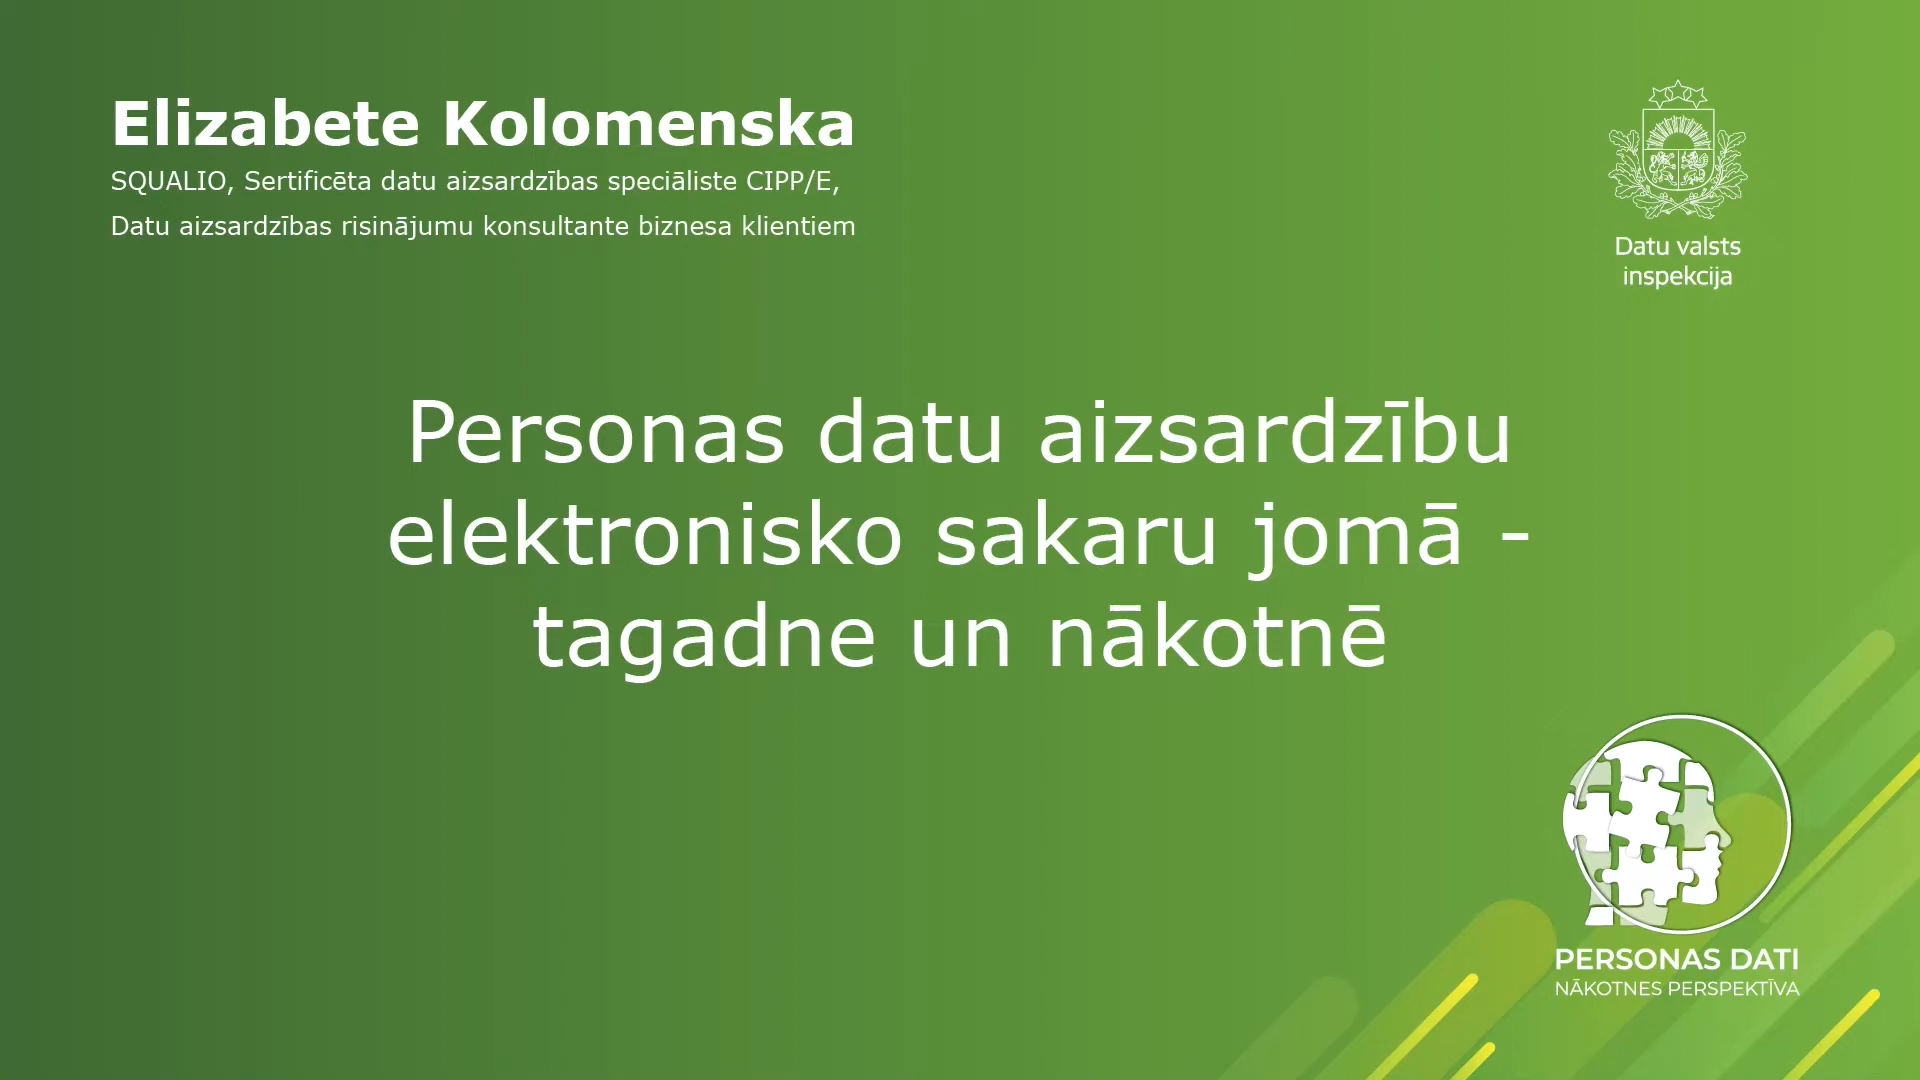 Elizabete Kolomenska
SQUALIO, Sertificēta datu aizsardzības speciāliste CIPP/E,
Datu aizsardzības risinājumu konsultante biznesa klientiem
Datu valsts
inspekcija
Personas datu aizsardzību
elektronisko sakaru jomā -
tagadne un nākotnē
PERSONAS DATI
NĀKOTNES PERSPEKTĪVA